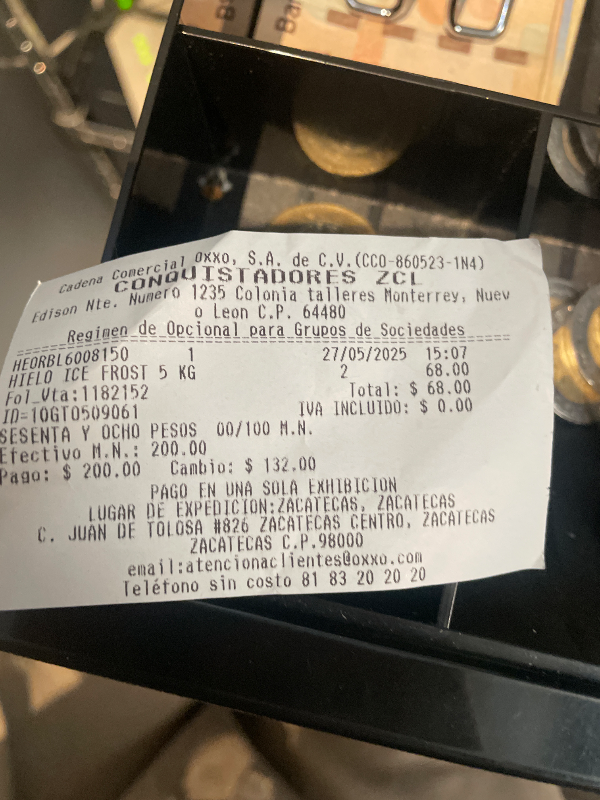 Cadena Comercial Oxxo, S.A. de C.V.(CCO-860523-1N4)
CONQUISTADORES ZCL
Edison Nte. Numero 1235 Colonia talleres Monterrey, Nuev
o Leon C.P. 64480
Regimen de Opcional para Grupos de Sociedades
HEORBL6008150 1 27/05/2025 15:07
HIELO ICE FROST 5 KG 2 68.00
Fol_Vta:1182152 Total: $ 68.00
ID=10GTO509061 IVA INCLUIDO: $ 0.00
SESENTA Y OCHO PESOS 00/100 M.N.
Efectivo M.N.: 200.00
Pago: $ 200.00 Cambio: $ 132.00
PAGO EN UNA SOLA EXHIBICION
LUGAR DE EXPEDICION:ZACATECAS, ZACATECAS
C. JUAN DE TOLOSA #826 ZACATECAS CENTRO, ZACATECAS
ZACATECAS C.P.98000
email:atencionaclientes@oxxo.com
Teléfono sin costo 81 83 20 20 20